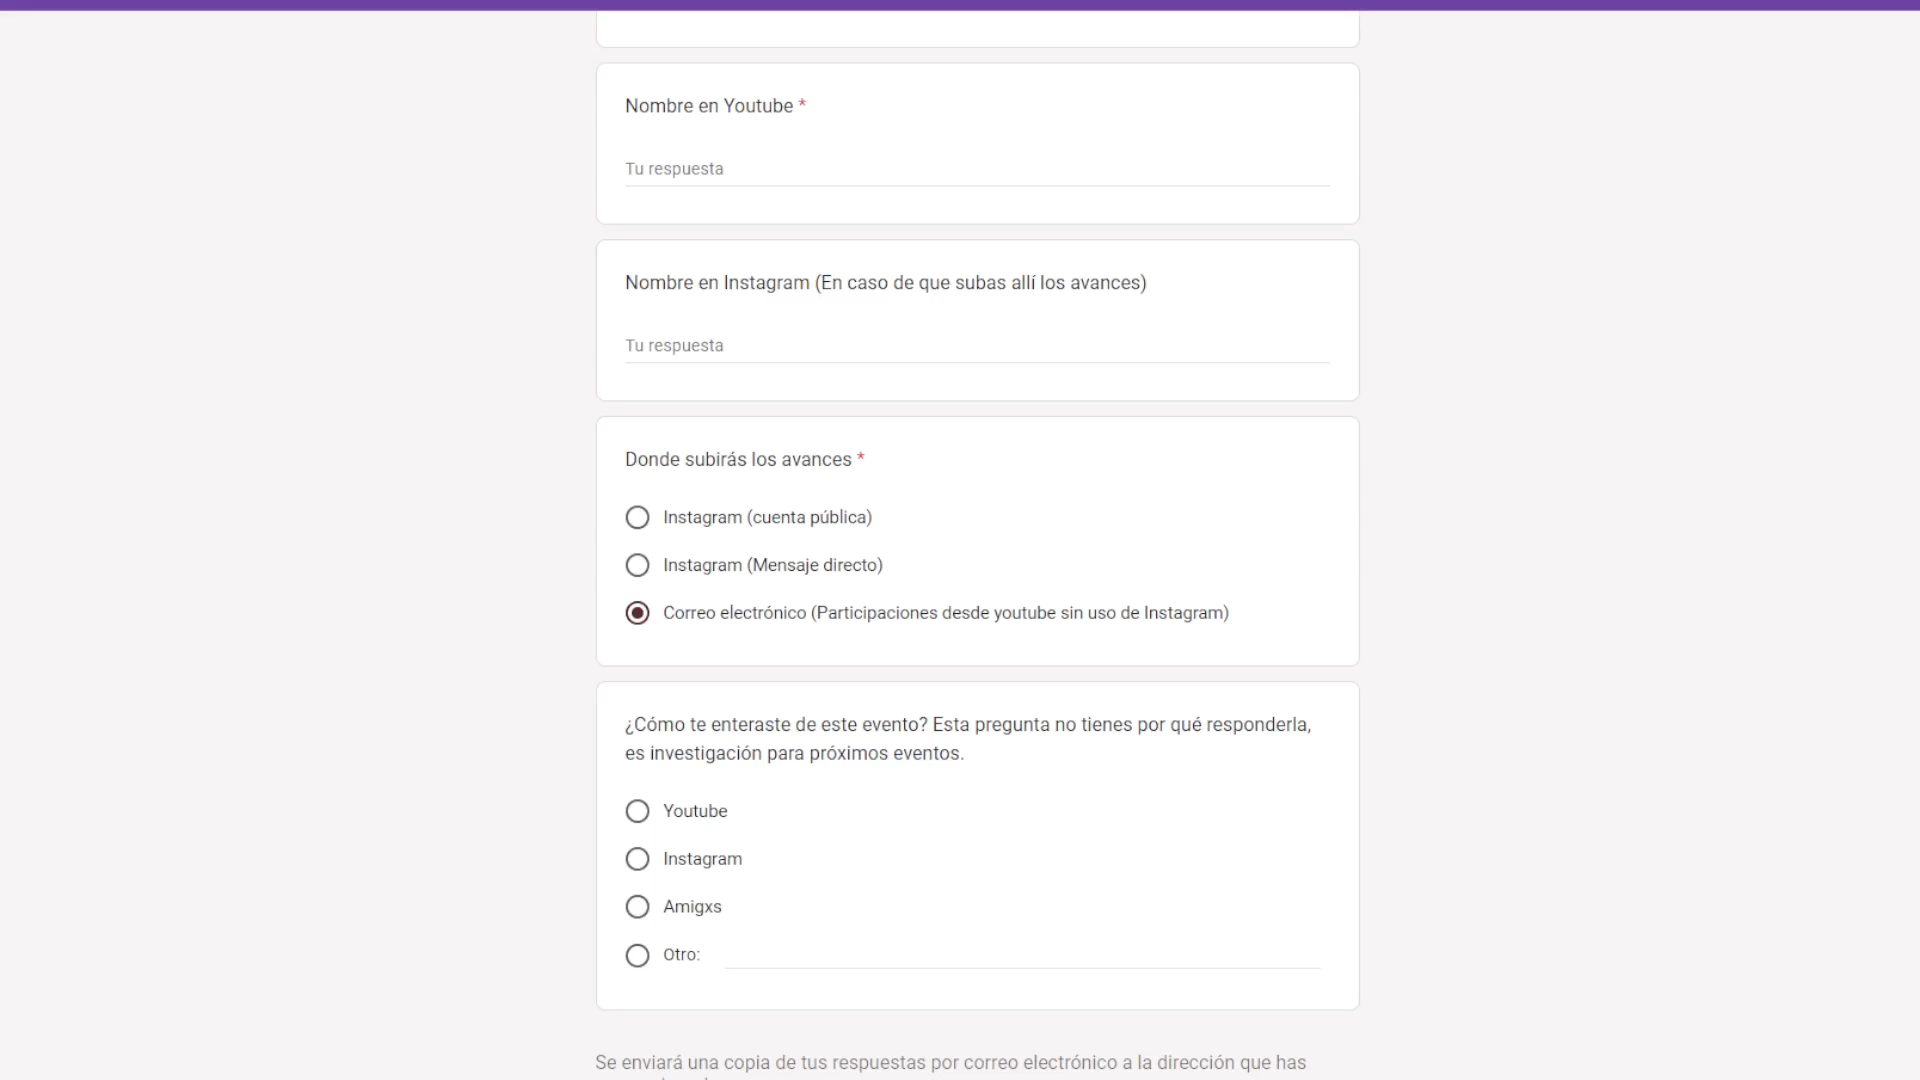 Nombre en Youtube *
Tu respuesta
Nombre en Instagram (En caso de que subas allí los avances)
Tu respuesta
Donde subirás los avances *
Instagram (cuenta pública)
Instagram (Mensaje directo)
Correo electrónico (Participaciones desde youtube sin uso de Instagram)
¿Cómo te enteraste de este evento? Esta pregunta no tienes por qué responderla,
es investigación para próximos eventos.
Youtube
Instagram
Amigxs
Otro:
Se enviará una copia de tus respuestas por correo electrónico a la dirección que has